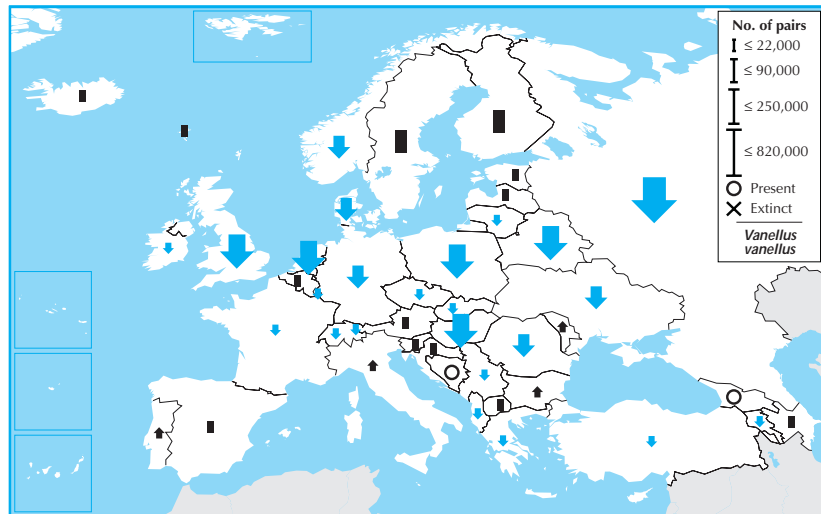 No. of pairs
≤ 22,000
≤ 90,000
≤ 250,000
≤ 820,000
Present
Extinct
Vanellus
vanellus